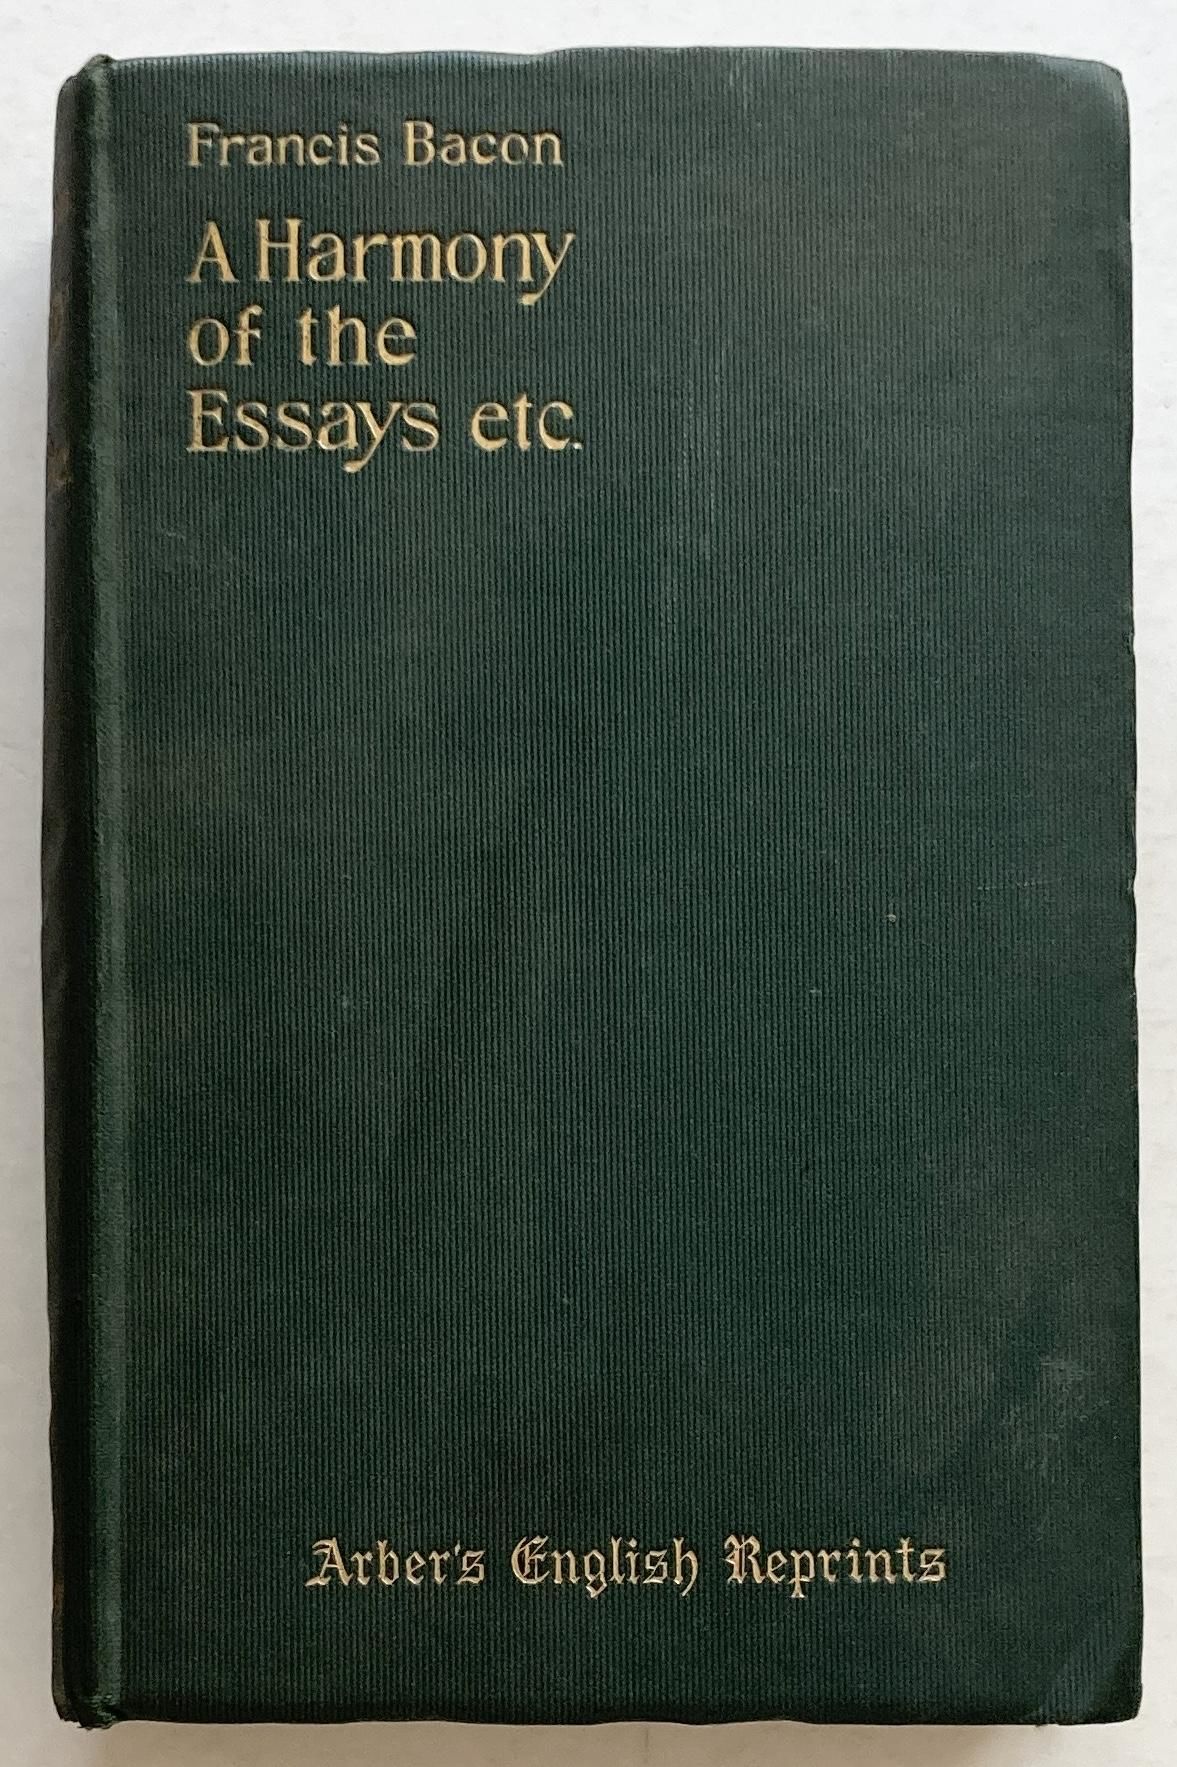 Francis Bacon
A Harmony
of the
Essays etc.
Arber's English Reprints